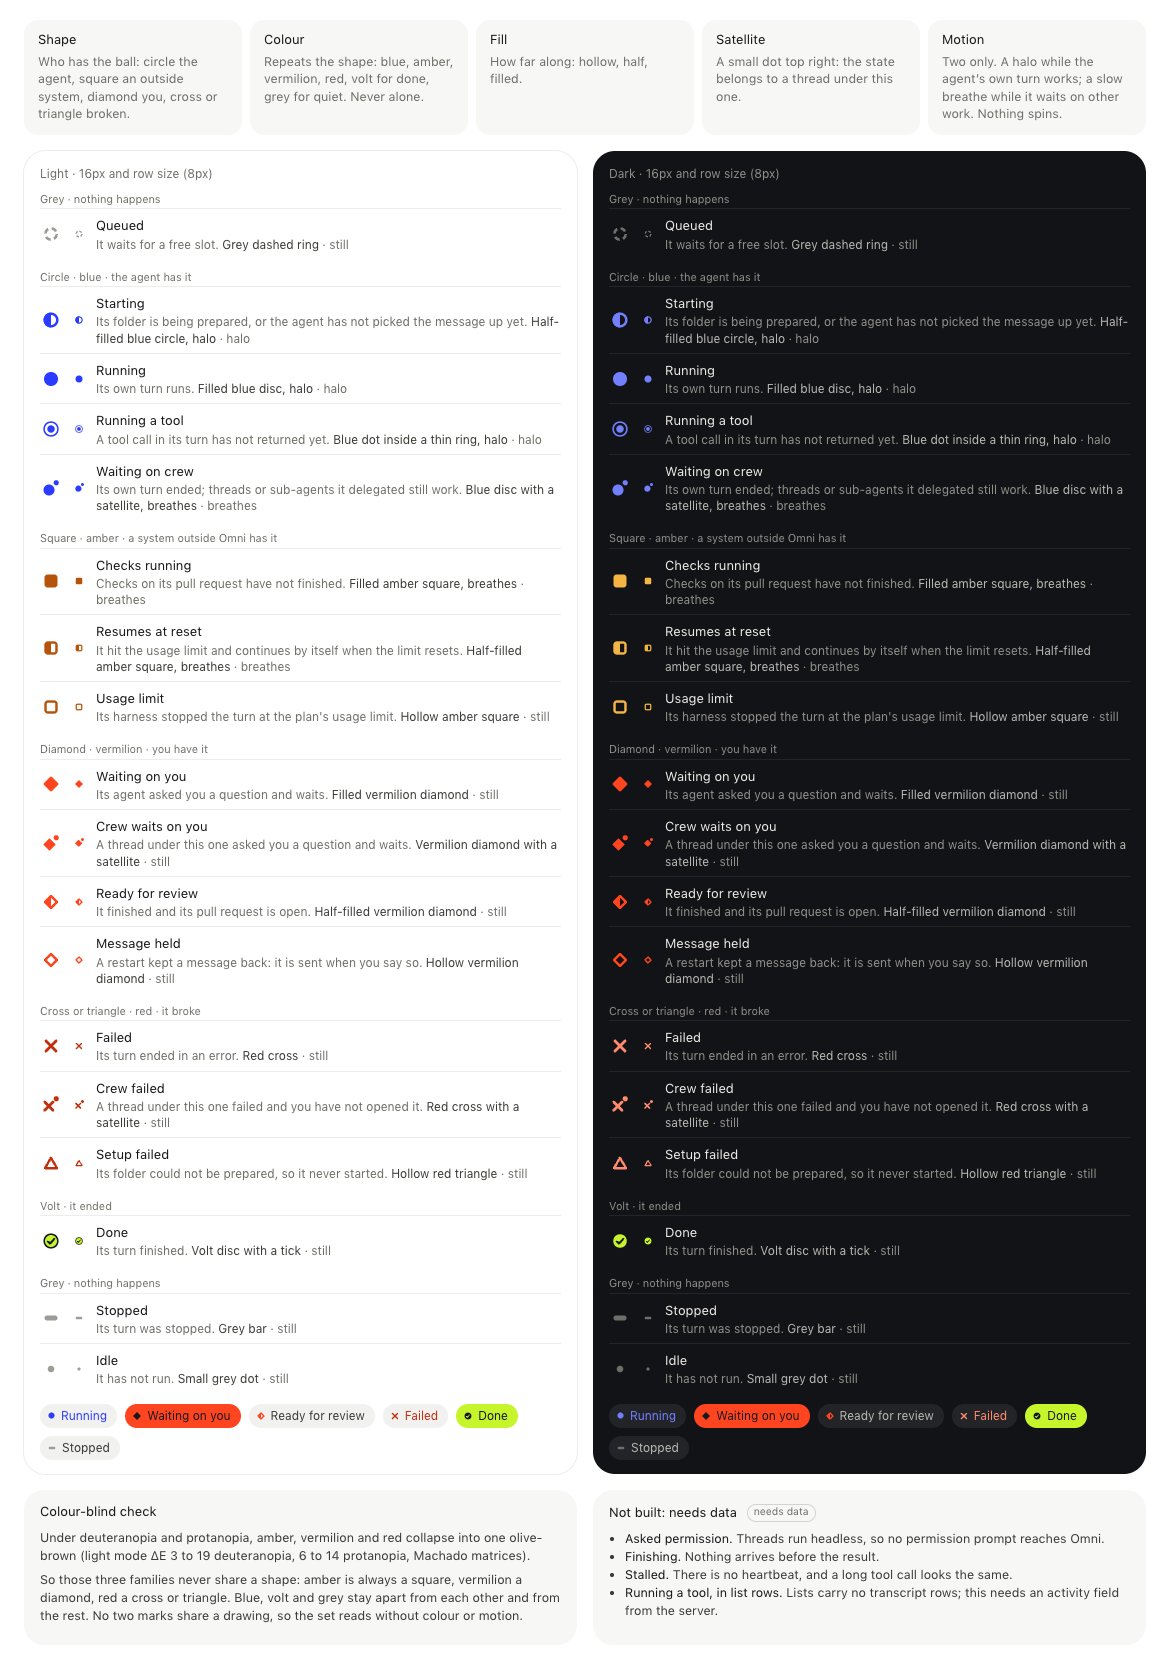 Shape
Who has the ball: circle the
agent, square an outside
system, diamond you, cross or
triangle broken.
Colour
Repeats the shape: blue, amber,
vermilion, red, volt for done,
grey for quiet. Never alone.
Fill
How far along: hollow, half,
filled.
Satellite
A small dot top right: the state
belongs to a thread under this
one.
Motion
Two only. A halo while the
agent's own turn works; a slow
breathe while it waits on other
work. Nothing spins.
Light · 16px and row size (8px)
Grey · nothing happens
Queued
It waits for a free slot. Grey dashed ring · still
Circle · blue · the agent has it
Starting
Its folder is being prepared, or the agent has not picked the message up yet. Half-
filled blue circle, halo · halo
Running
Its own turn runs. Filled blue disc, halo · halo
Running a tool
A tool call in its turn has not returned yet. Blue dot inside a thin ring, halo · halo
Waiting on crew
Its own turn ended; threads or sub-agents it delegated still work. Blue disc with a
satellite, breathes · breathes
Square · amber · a system outside Omni has it
Checks running
Checks on its pull request have not finished. Filled amber square, breathes ·
breathes
Resumes at reset
It hit the usage limit and continues by itself when the limit resets. Half-filled
amber square, breathes · breathes
Usage limit
Its harness stopped the turn at the plan's usage limit. Hollow amber square · still
Diamond · vermilion · you have it
Waiting on you
Its agent asked you a question and waits. Filled vermilion diamond · still
Crew waits on you
A thread under this one asked you a question and waits. Vermilion diamond with a
satellite · still
Ready for review
It finished and its pull request is open. Half-filled vermilion diamond · still
Message held
A restart kept a message back: it is sent when you say so. Hollow vermilion
diamond · still
Cross or triangle · red · it broke
Failed
Its turn ended in an error. Red cross · still
Crew failed
A thread under this one failed and you have not opened it. Red cross with a
satellite · still
Setup failed
Its folder could not be prepared, so it never started. Hollow red triangle · still
Volt · it ended
Done
Its turn finished. Volt disc with a tick · still
Grey · nothing happens
Stopped
Its turn was stopped. Grey bar · still
Idle
It has not run. Small grey dot · still
Running
Waiting on you
Ready for review
Failed
Done
Stopped
Dark · 16px and row size (8px)
Grey · nothing happens
Queued
It waits for a free slot. Grey dashed ring · still
Circle · blue · the agent has it
Starting
Its folder is being prepared, or the agent has not picked the message up yet. Half-
filled blue circle, halo · halo
Running
Its own turn runs. Filled blue disc, halo · halo
Running a tool
A tool call in its turn has not returned yet. Blue dot inside a thin ring, halo · halo
Waiting on crew
Its own turn ended; threads or sub-agents it delegated still work. Blue disc with a
satellite, breathes · breathes
Square · amber · a system outside Omni has it
Checks running
Checks on its pull request have not finished. Filled amber square, breathes ·
breathes
Resumes at reset
It hit the usage limit and continues by itself when the limit resets. Half-filled
amber square, breathes · breathes
Usage limit
Its harness stopped the turn at the plan's usage limit. Hollow amber square · still
Diamond · vermilion · you have it
Waiting on you
Its agent asked you a question and waits. Filled vermilion diamond · still
Crew waits on you
A thread under this one asked you a question and waits. Vermilion diamond with a
satellite · still
Ready for review
It finished and its pull request is open. Half-filled vermilion diamond · still
Message held
A restart kept a message back: it is sent when you say so. Hollow vermilion
diamond · still
Cross or triangle · red · it broke
Failed
Its turn ended in an error. Red cross · still
Crew failed
A thread under this one failed and you have not opened it. Red cross with a
satellite · still
Setup failed
Its folder could not be prepared, so it never started. Hollow red triangle · still
Volt · it ended
Done
Its turn finished. Volt disc with a tick · still
Grey · nothing happens
Stopped
Its turn was stopped. Grey bar · still
Idle
It has not run. Small grey dot · still
Running
Waiting on you
Ready for review
Failed
Done
Stopped
Colour-blind check
Under deuteranopia and protanopia, amber, vermilion and red collapse into one olive-
brown (light mode ΔE 3 to 19 deuteranopia, 6 to 14 protanopia, Machado matrices).
So those three families never share a shape: amber is always a square, vermilion a
diamond, red a cross or triangle. Blue, volt and grey stay apart from each other and from
the rest. No two marks share a drawing, so the set reads without colour or motion.
Not built: needs data
needs data
• Asked permission. Threads run headless, so no permission prompt reaches Omni.
• Finishing. Nothing arrives before the result.
• Stalled. There is no heartbeat, and a long tool call looks the same.
• Running a tool, in list rows. Lists carry no transcript rows; this needs an activity field
from the server.